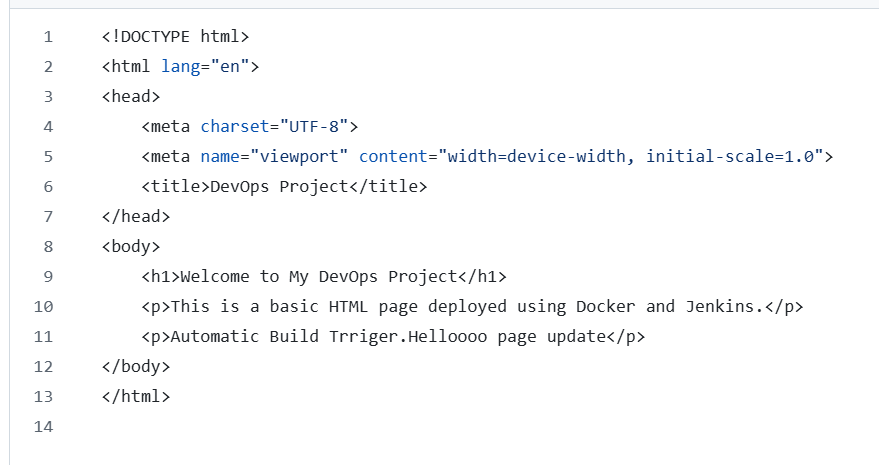 1 <!DOCTYPE html>
2 <html lang="en">
3 <head>
4     <meta charset="UTF-8">
5     <meta name="viewport" content="width=device-width, initial-scale=1.0">
6     <title>DevOps Project</title>
7 </head>
8 <body>
9     <h1>Welcome to My DevOps Project</h1>
10     <p>This is a basic HTML page deployed using Docker and Jenkins.</p>
11     <p>Automatic Build Trriger.Helloooo page update</p>
12 </body>
13 </html>
14